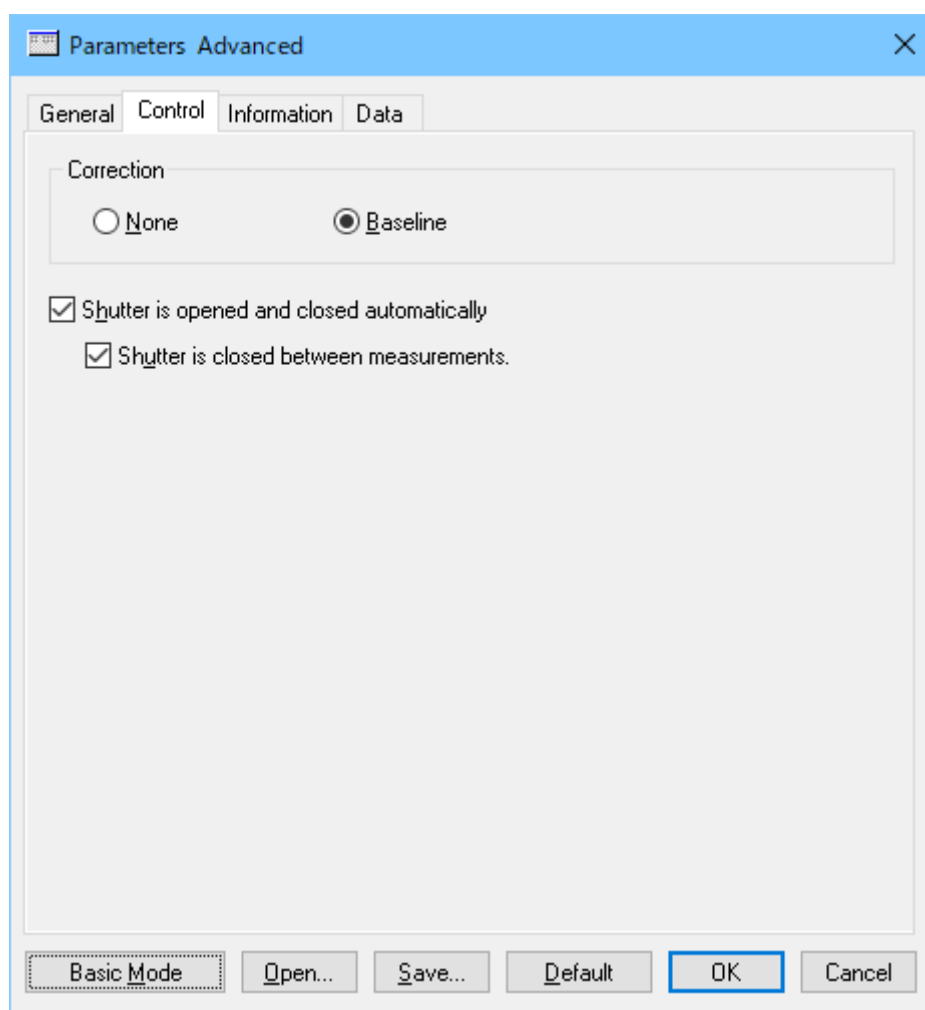 Parameters Advanced
General Control Information Data
Correction
None Baseline
Shutter is opened and closed automatically
Shutter is closed between measurements.
Basic Mode Open... Save... Default OK Cancel